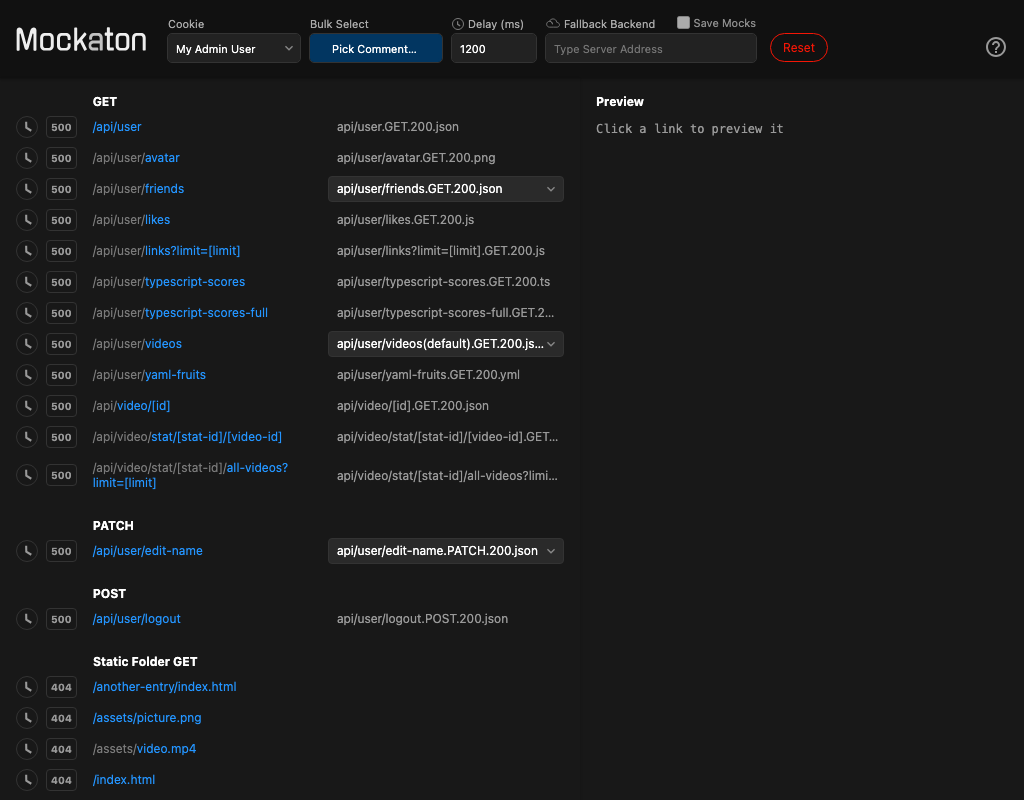 Mockaton
Cookie
My Admin User
Bulk Select
Pick Comment…
Delay (ms)
1200
Fallback Backend
Type Server Address
Save Mocks
Reset
?
GET
500 /api/user api/user.GET.200.json
500 /api/user/avatar api/user/avatar.GET.200.png
500 /api/user/friends api/user/friends.GET.200.json
500 /api/user/likes api/user/likes.GET.200.js
500 /api/user/links?limit=[limit] api/user/links?limit=[limit].GET.200.js
500 /api/user/typescript-scores api/user/typescript-scores.GET.200.ts
500 /api/user/typescript-scores-full api/user/typescript-scores-full.GET.2…
500 /api/user/videos api/user/videos(default).GET.200.js…
500 /api/user/yaml-fruits api/user/yaml-fruits.GET.200.yml
500 /api/video/[id] api/video/[id].GET.200.json
500 /api/video/stat/[stat-id]/[video-id] api/video/stat/[stat-id]/[video-id].GET…
500 /api/video/stat/[stat-id]/all-videos?
limit=[limit] api/video/stat/[stat-id]/all-videos?limi…
PATCH
500 /api/user/edit-name api/user/edit-name.PATCH.200.json
POST
500 /api/user/logout api/user/logout.POST.200.json
Static Folder GET
404 /another-entry/index.html
404 /assets/picture.png
404 /assets/video.mp4
404 /index.html
Preview
Click a link to preview it